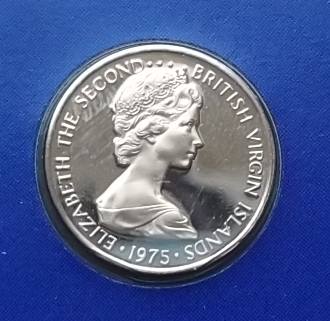 ELIZABETH THE SECOND... BRITISH VIRGIN ISLANDS
· 1975 ·